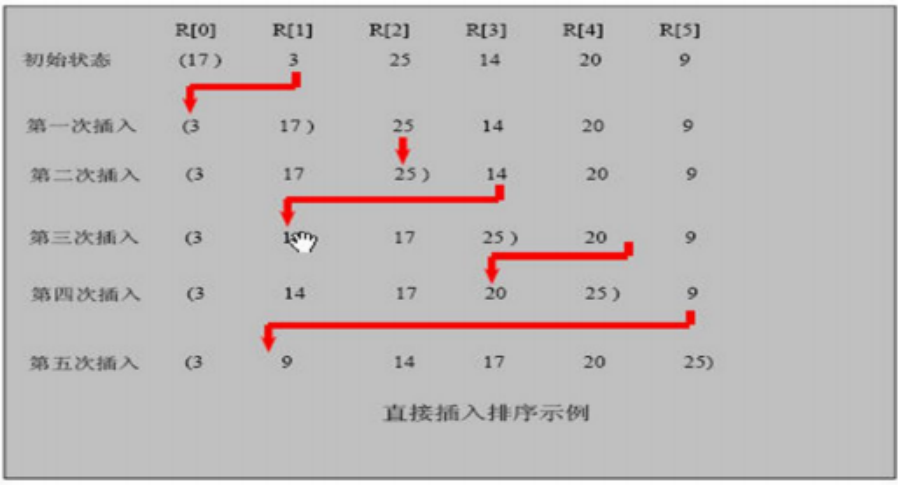 R[0] R[1] R[2] R[3] R[4] R[5]
初始状态 (17) 3 25 14 20 9
第一次插入 (3 17) 25 14 20 9
第二次插入 (3 17 25) 14 20 9
第三次插入 (3 17 25) 20 9
第四次插入 (3 14 17 20 25) 9
第五次插入 (3 9 14 17 20 25)
直接插入排序示例